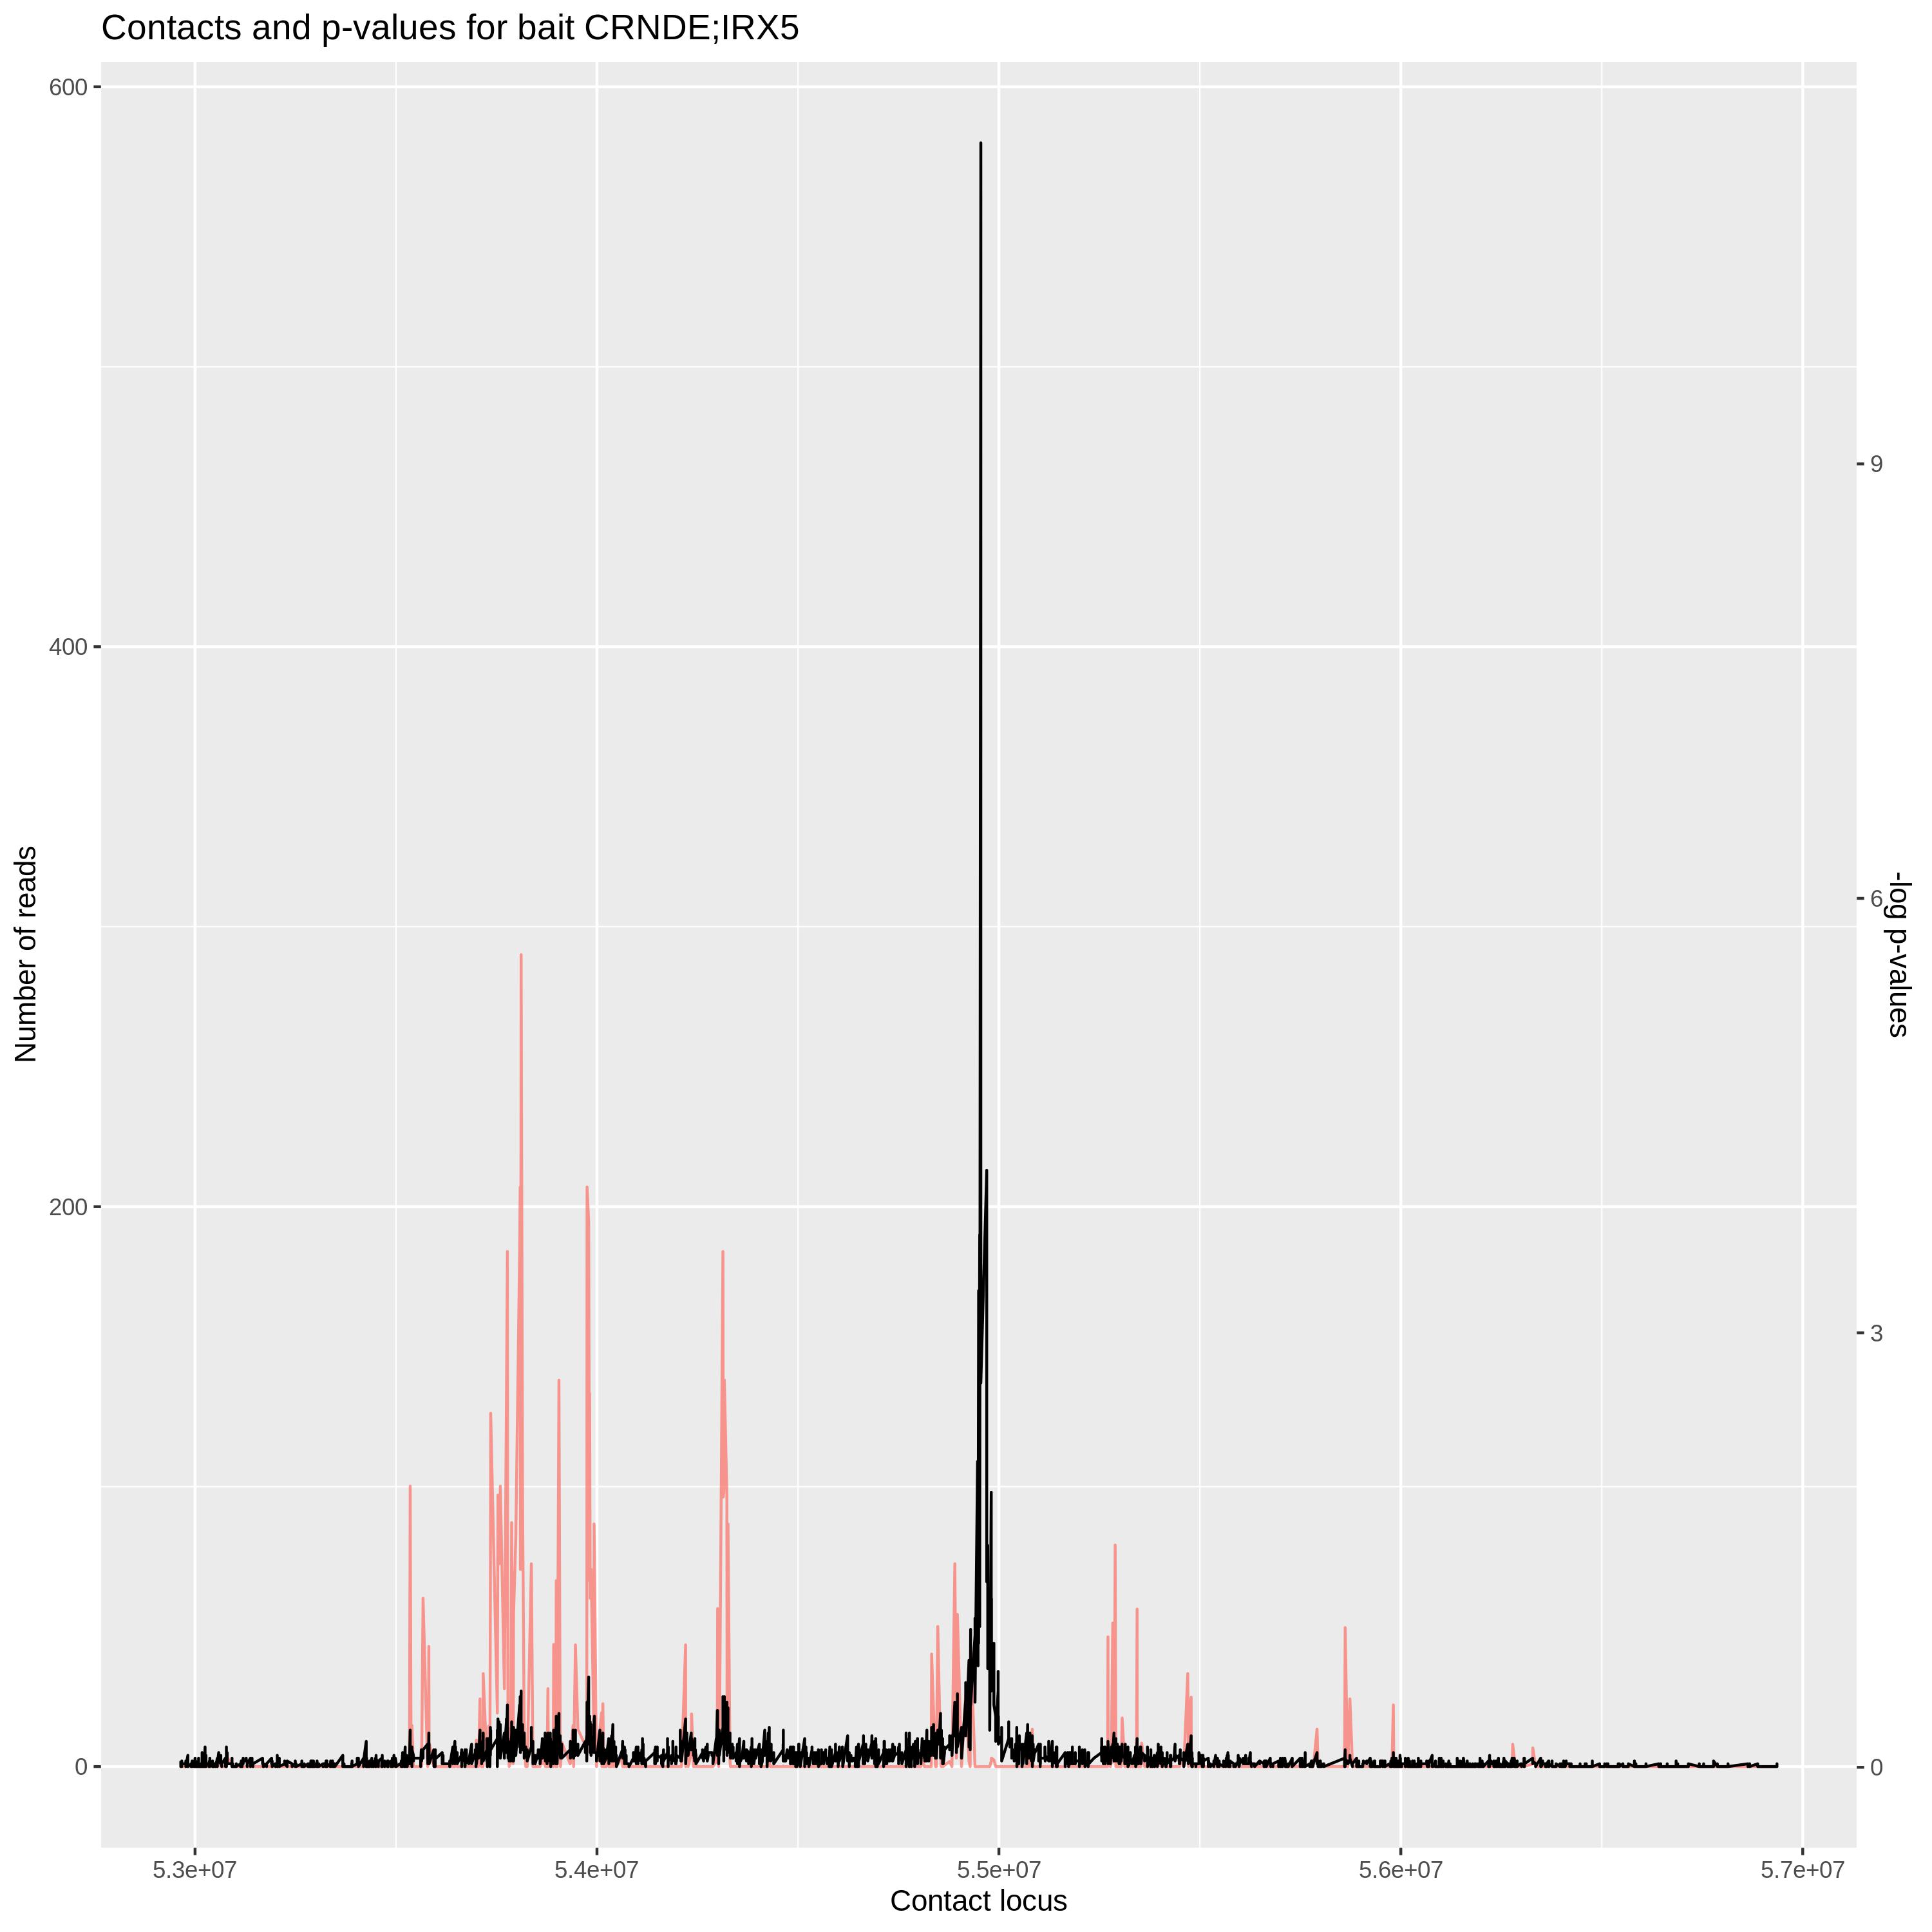 Contacts and p-values for bait CRNDE;IRX5
600
400
200
0
Number of reads
9
6
3
0
-log p-values
5.3e+07 5.4e+07 5.5e+07 5.6e+07 5.7e+07
Contact locus